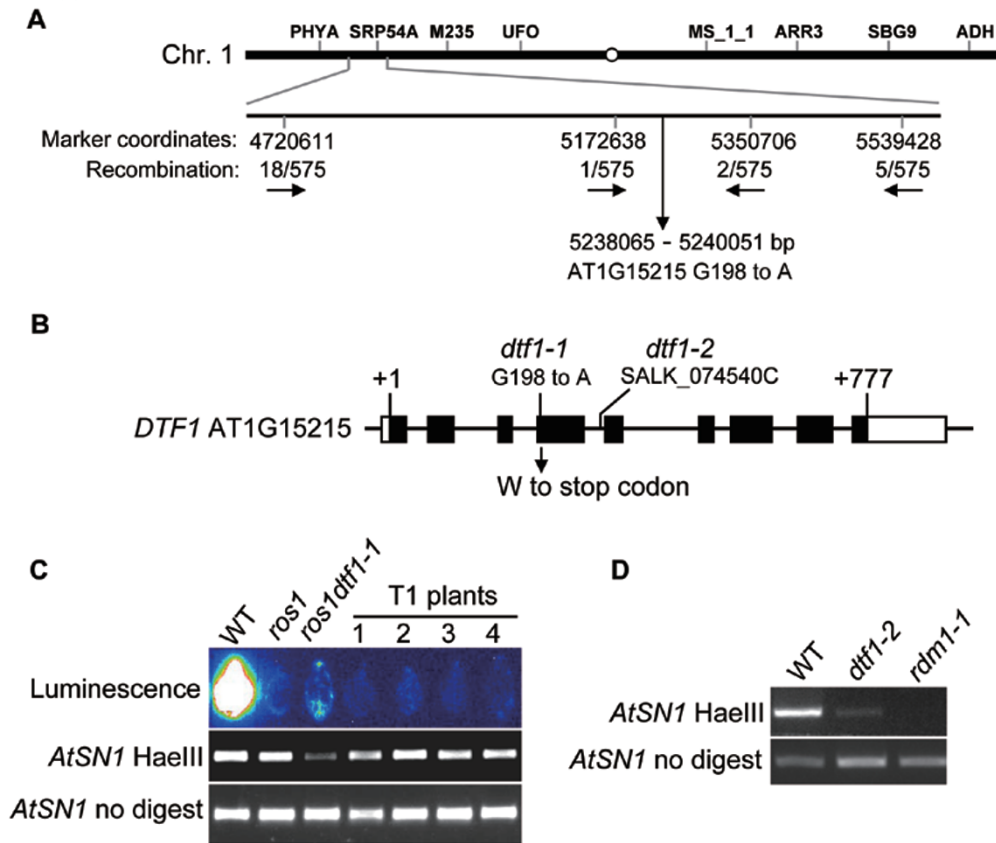 A
PHYA SRP54A M235 UFO MS_1_1 ARR3 SBG9 ADH
Chr. 1
Marker coordinates: 4720611 5172638 5350706 5539428
Recombination: 18/575 1/575 2/575 5/575
5238065 - 5240051 bp
AT1G15215 G198 to A
B
dtf1-1 dtf1-2
+1 G198 to A SALK_074540C +777
DTF1 AT1G15215
W to stop codon
C
WT ros1 ros1dtf1-1 T1 plants
1 2 3 4
Luminescence
AtSN1 HaeIII
AtSN1 no digest
D
WT dtf1-2 rdm1-1
AtSN1 HaeIII
AtSN1 no digest